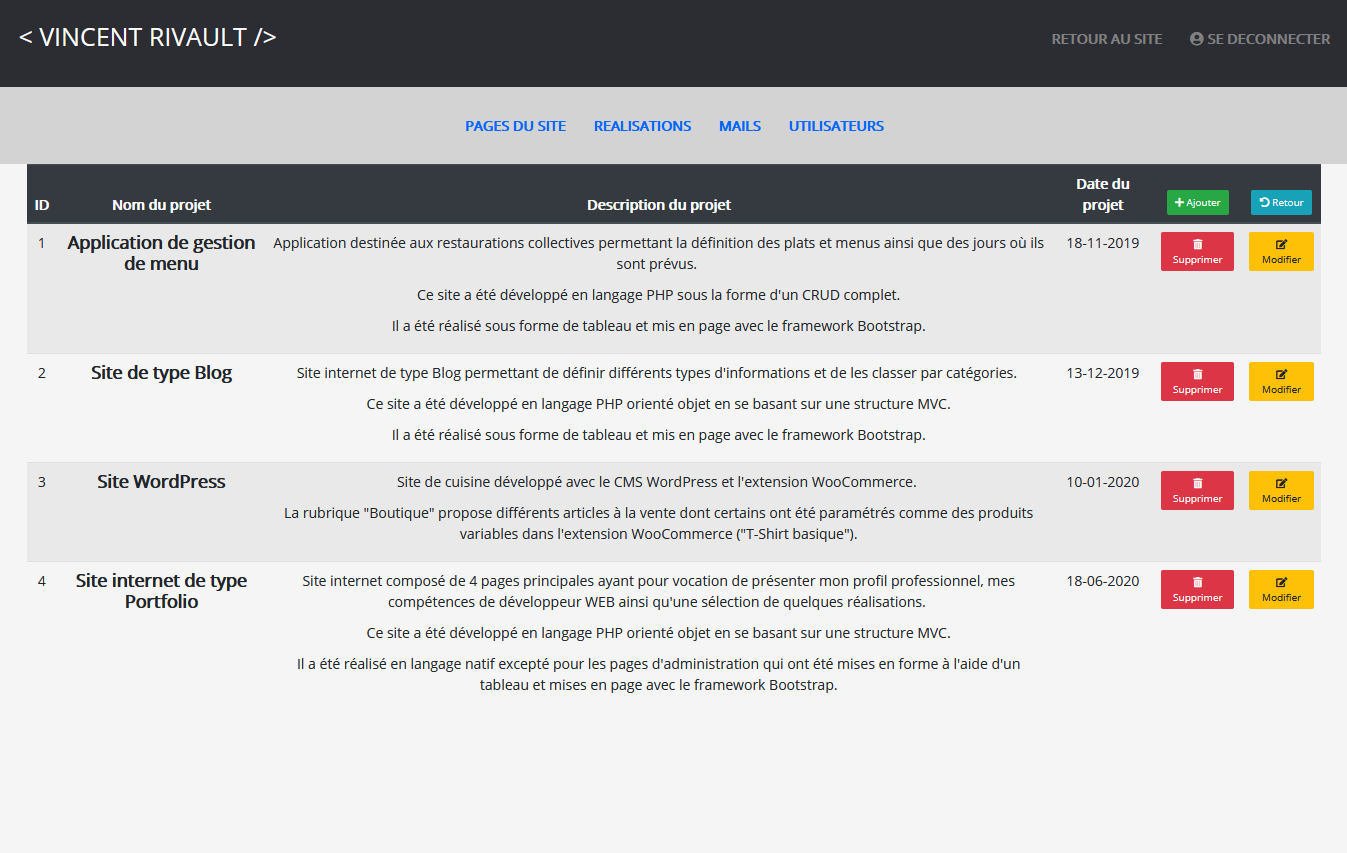 < VINCENT RIVAULT />
RETOUR AU SITE
SE DECONNECTER
PAGES DU SITE
REALISATIONS
MAILS
UTILISATEURS
ID
Nom du projet
Description du projet
Date du
projet
Ajouter
Retour
1
Application de gestion
de menu
Application destinée aux restaurations collectives permettant la définition des plats et menus ainsi que des jours où ils
sont prévus.
Ce site a été développé en langage PHP sous la forme d'un CRUD complet.
Il a été réalisé sous forme de tableau et mis en page avec le framework Bootstrap.
18-11-2019
Supprimer
Modifier
2
Site de type Blog
Site internet de type Blog permettant de définir différents types d'informations et de les classer par catégories.
Ce site a été développé en langage PHP orienté objet en se basant sur une structure MVC.
Il a été réalisé sous forme de tableau et mis en page avec le framework Bootstrap.
13-12-2019
Supprimer
Modifier
3
Site WordPress
Site de cuisine développé avec le CMS WordPress et l'extension WooCommerce.
La rubrique "Boutique" propose différents articles à la vente dont certains ont été paramétrés comme des produits
variables dans l'extension WooCommerce ("T-Shirt basique").
10-01-2020
Supprimer
Modifier
4
Site internet de type
Portfolio
Site internet composé de 4 pages principales ayant pour vocation de présenter mon profil professionnel, mes
compétences de développeur WEB ainsi qu'une sélection de quelques réalisations.
Ce site a été développé en langage PHP orienté objet en se basant sur une structure MVC.
Il a été réalisé en langage natif excepté pour les pages d'administration qui ont été mises en forme à l'aide d'un
tableau et mises en page avec le framework Bootstrap.
18-06-2020
Supprimer
Modifier